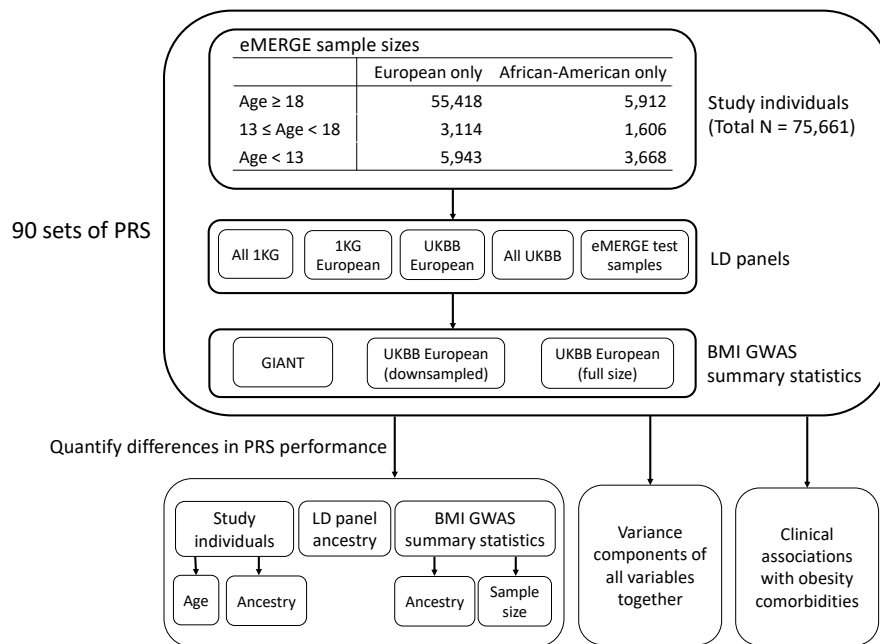 eMERGE sample sizes
European only African-American only
Age ≥ 18 55,418 5,912
13 ≤ Age < 18 3,114 1,606
Age < 13 5,943 3,668
Study individuals
(Total N = 75,661)
90 sets of PRS
All 1KG
1KG
European
UKBB
European
All UKBB
eMERGE test
samples
LD panels
GIANT
UKBB European
(downsampled)
UKBB European
(full size)
BMI GWAS
summary statistics
Quantify differences in PRS performance
Study
individuals
LD panel
ancestry
BMI GWAS
summary statistics
Age
Ancestry
Ancestry
Sample
size
Variance
components of
all variables
together
Clinical
associations
with obesity
comorbidities